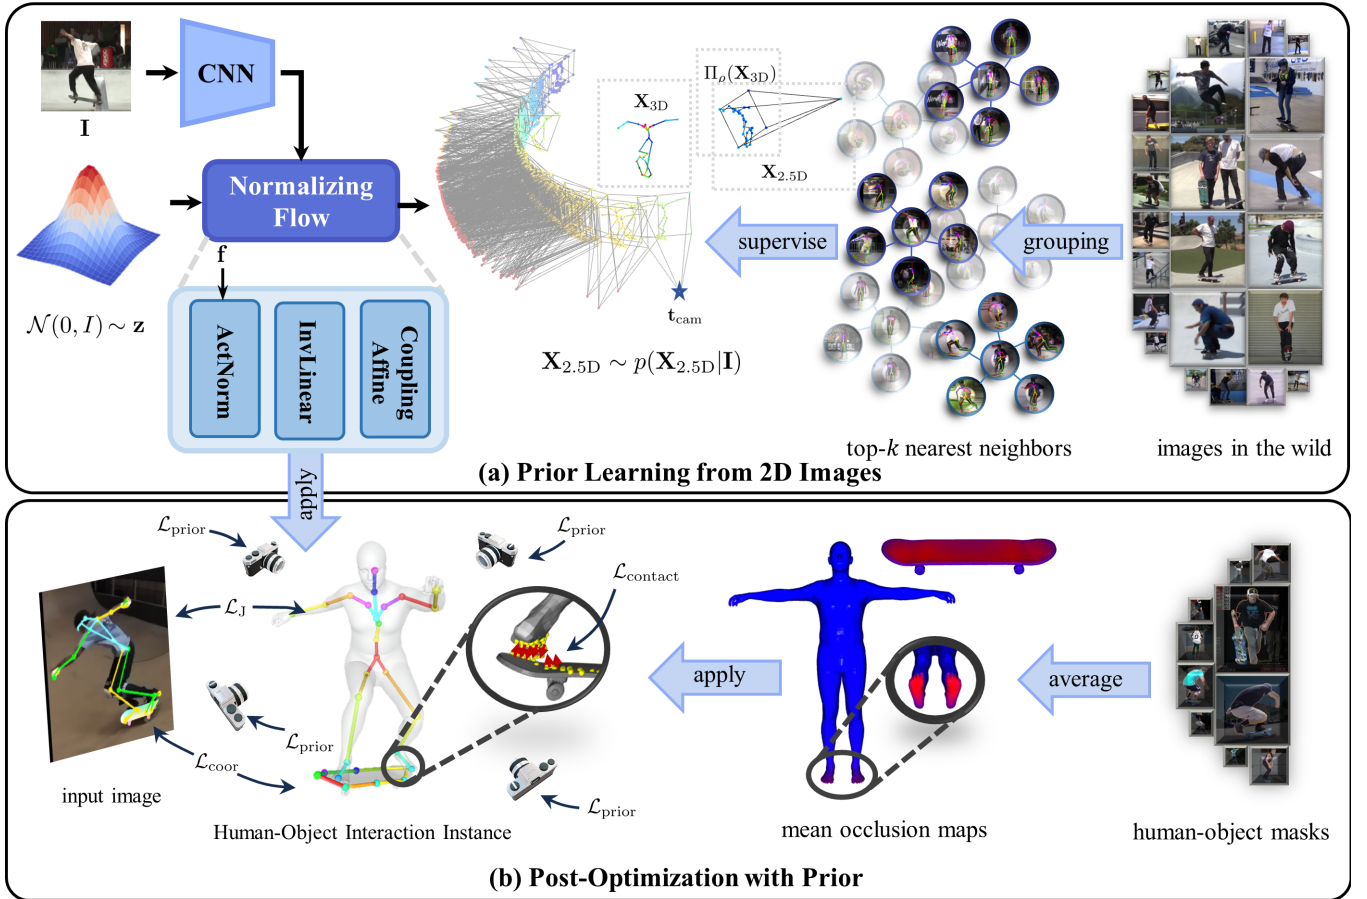 I
CNN
Normalizing
Flow
f
𝒩(0, I) ∼ z
ActNorm
InvLinear
Coupling
Affine
X3D
Πρ(X3D)
X2.5D
tcam
X2.5D ∼ p(X2.5D|I)
supervise
grouping
top-k nearest neighbors
images in the wild
(a) Prior Learning from 2D Images
apply
ℒprior
ℒprior
ℒcontact
ℒJ
ℒprior
ℒcoor
ℒprior
input image
Human-Object Interaction Instance
apply
mean occlusion maps
average
human-object masks
(b) Post-Optimization with Prior